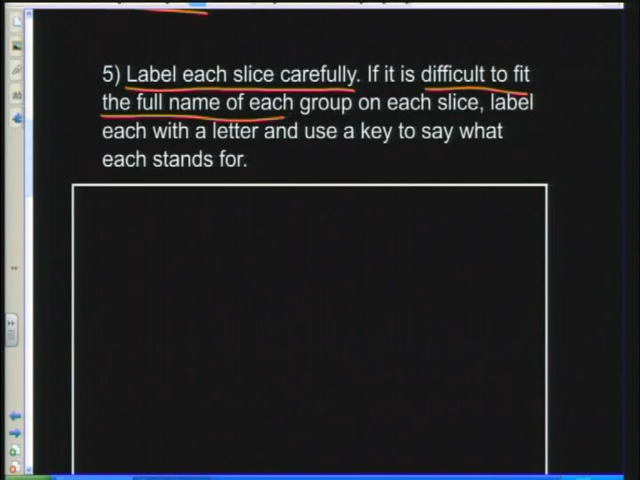 5) Label each slice carefully. If it is difficult to fit
the full name of each group on each slice, label
each with a letter and use a key to say what
each stands for.